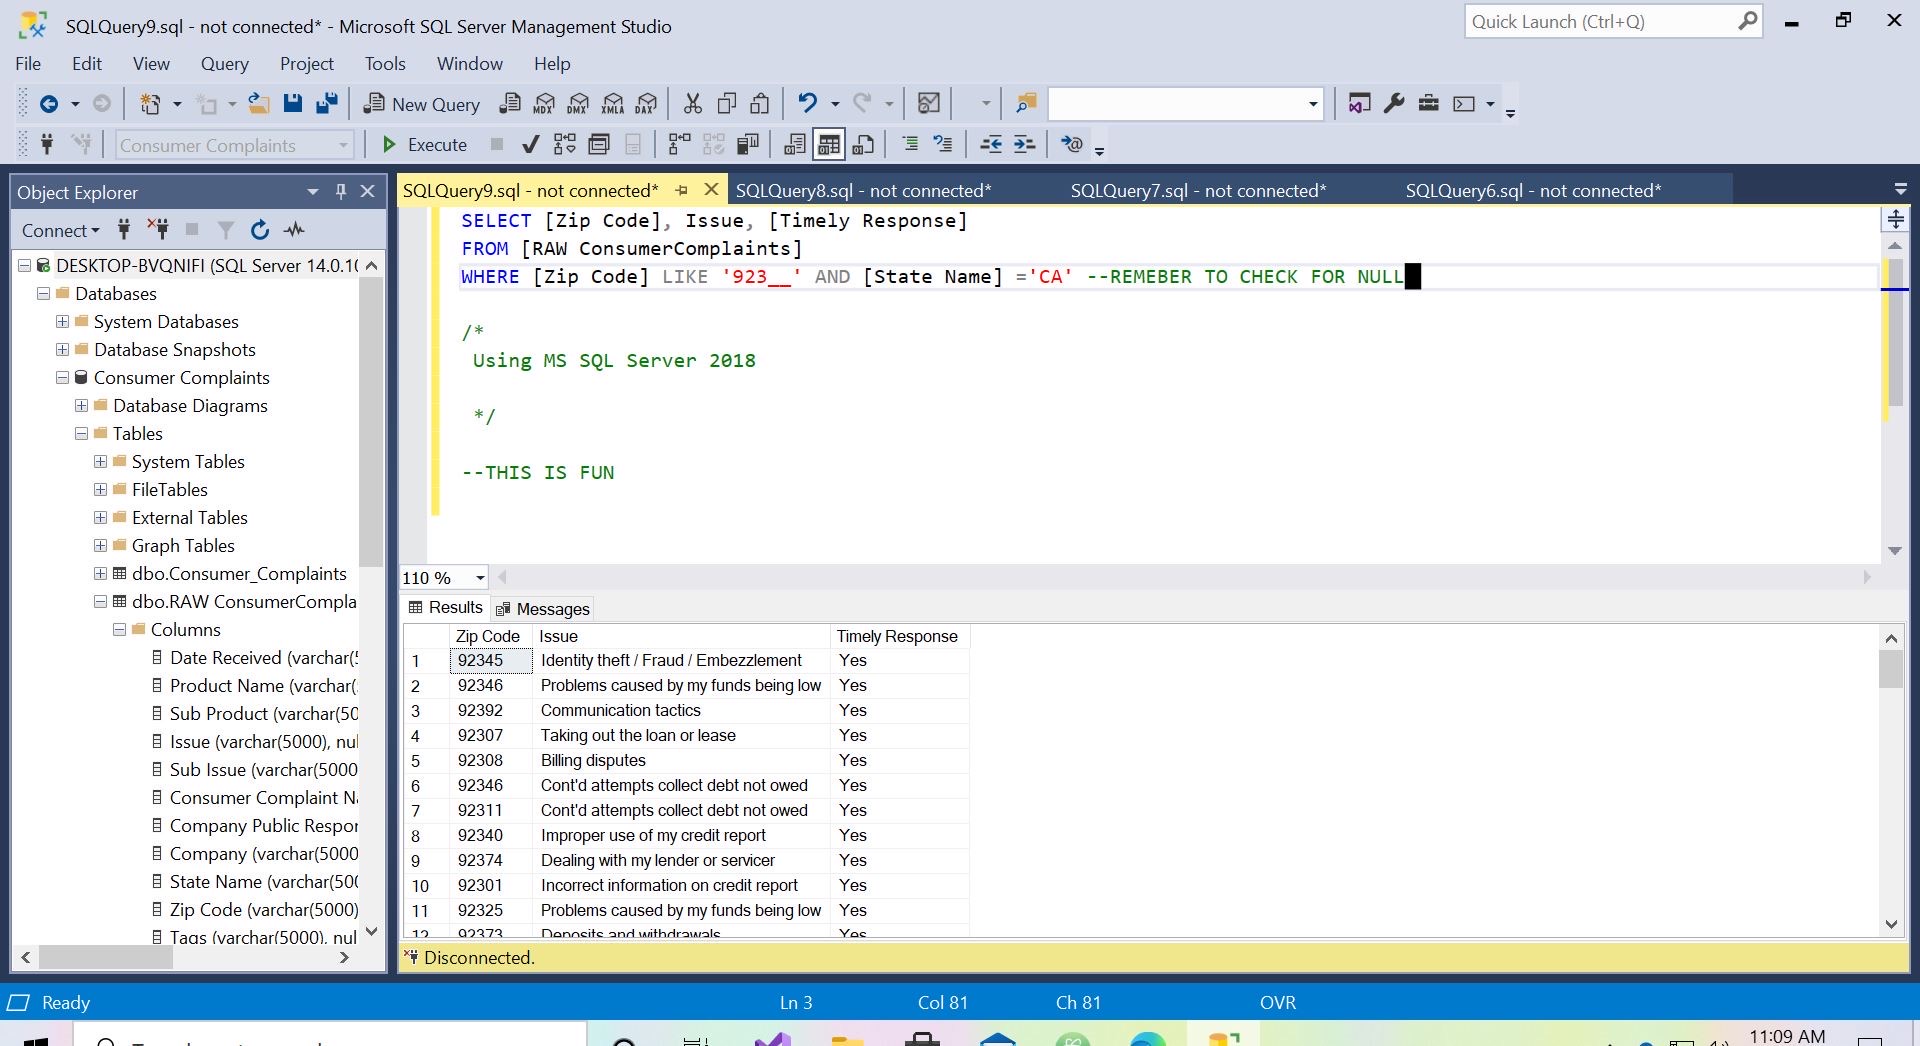 SQLQuery9.sql - not connected* - Microsoft SQL Server Management Studio
Quick Launch (Ctrl+Q)
File Edit View Query Project Tools Window Help
New Query MDX DMX XMLA DAX
Consumer Complaints Execute
Object Explorer
Connect
DESKTOP-BVQNIFI (SQL Server 14.0.10
Databases
System Databases
Database Snapshots
Consumer Complaints
Database Diagrams
Tables
System Tables
FileTables
External Tables
Graph Tables
dbo.Consumer_Complaints
dbo.RAW ConsumerCompla
Columns
Date Received (varchar(5
Product Name (varchar(
Sub Product (varchar(50
Issue (varchar(5000), nul
Sub Issue (varchar(5000
Consumer Complaint Na
Company Public Respor
Company (varchar(5000
State Name (varchar(500
Zip Code (varchar(5000)
Tags (varchar(5000), nul
SQLQuery9.sql - not connected* SQLQuery8.sql - not connected* SQLQuery7.sql - not connected* SQLQuery6.sql - not connected*
SELECT [Zip Code], Issue, [Timely Response]
FROM [RAW ConsumerComplaints]
WHERE [Zip Code] LIKE '923__' AND [State Name] ='CA' --REMEBER TO CHECK FOR NULL
/*
Using MS SQL Server 2018
*/
--THIS IS FUN
110 %
Results Messages
Zip Code Issue Timely Response
1 92345 Identity theft / Fraud / Embezzlement Yes
2 92346 Problems caused by my funds being low Yes
3 92392 Communication tactics Yes
4 92307 Taking out the loan or lease Yes
5 92308 Billing disputes Yes
6 92346 Cont'd attempts collect debt not owed Yes
7 92311 Cont'd attempts collect debt not owed Yes
8 92340 Improper use of my credit report Yes
9 92374 Dealing with my lender or servicer Yes
10 92301 Incorrect information on credit report Yes
11 92325 Problems caused by my funds being low Yes
12 92373 Deposits and withdrawals Yes
Disconnected.
Ready Ln 3 Col 81 Ch 81 OVR
11:09 AM